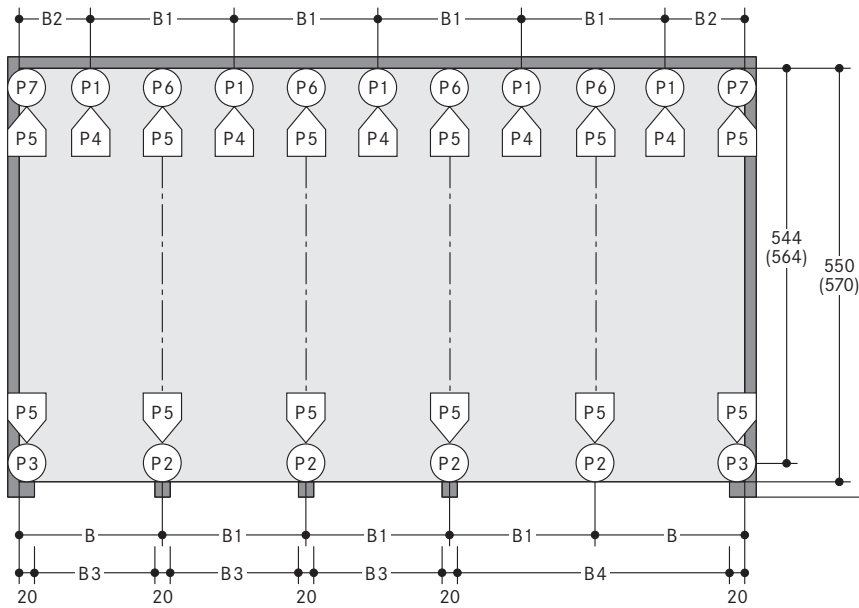 B2 B1 B1 B1 B1 B2
P7 P1 P6 P1 P6 P1 P6 P1 P6 P1 P7
P5 P4 P5 P4 P5 P4 P5 P4 P5 P4 P5
544
(564)
550
(570)
P5 P5 P5 P5 P5 P5
P3 P2 P2 P2 P2 P3
B B1 B1 B1 B
B3 B3 B3 B4
20 20 20 20 20